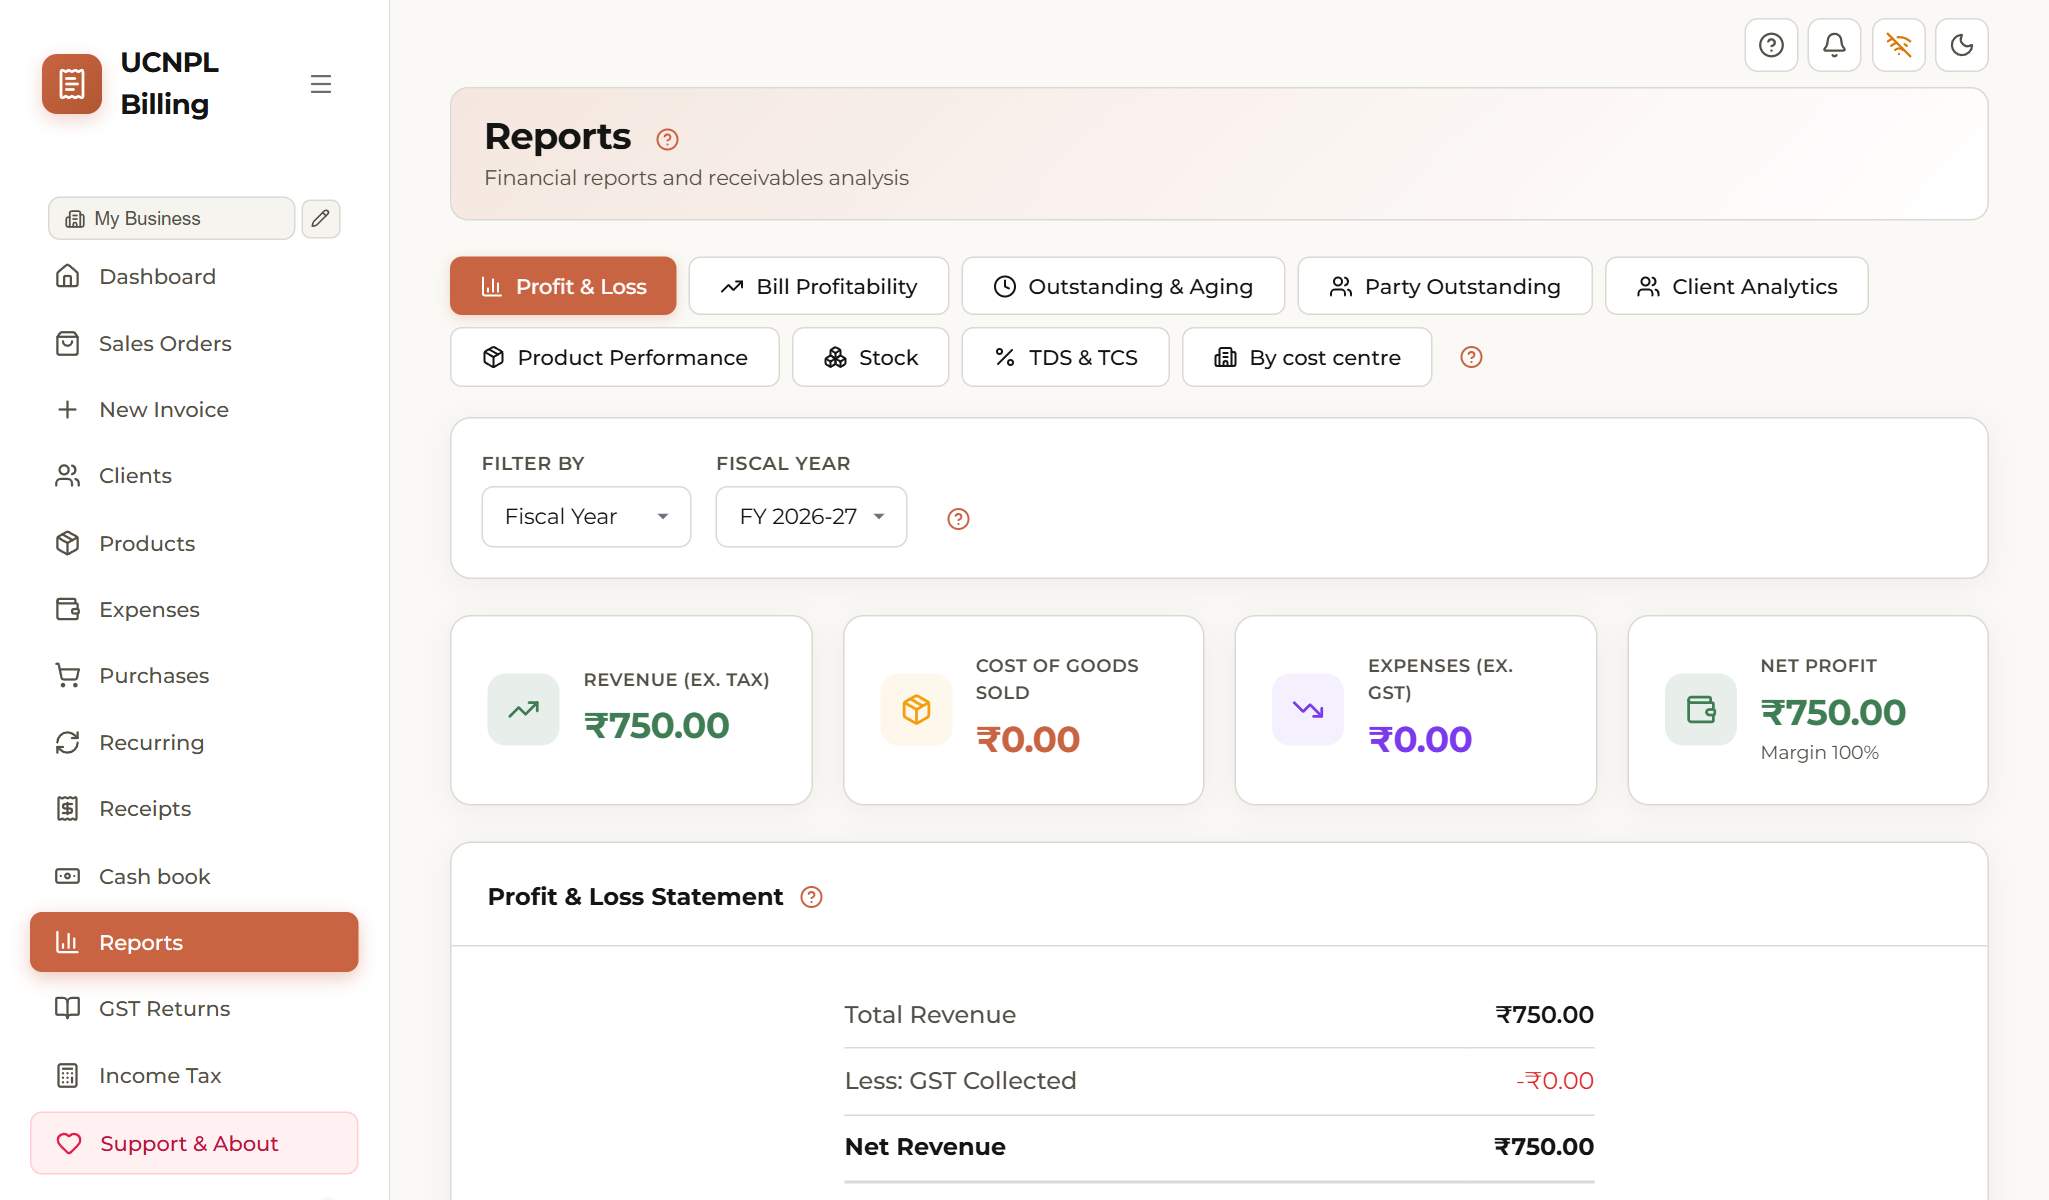 UCNPL
Billing
My Business
Dashboard
Sales Orders
New Invoice
Clients
Products
Expenses
Purchases
Recurring
Receipts
Cash book
Reports
GST Returns
Income Tax
Support & About
Reports
Financial reports and receivables analysis
Profit & Loss
Bill Profitability
Outstanding & Aging
Party Outstanding
Client Analytics
Product Performance
Stock
TDS & TCS
By cost centre
FILTER BY
FISCAL YEAR
Fiscal Year
FY 2026-27
REVENUE (EX. TAX)
₹750.00
COST OF GOODS
SOLD
₹0.00
EXPENSES (EX.
GST)
₹0.00
NET PROFIT
₹750.00
Margin 100%
Profit & Loss Statement
Total Revenue ₹750.00
Less: GST Collected -₹0.00
Net Revenue ₹750.00